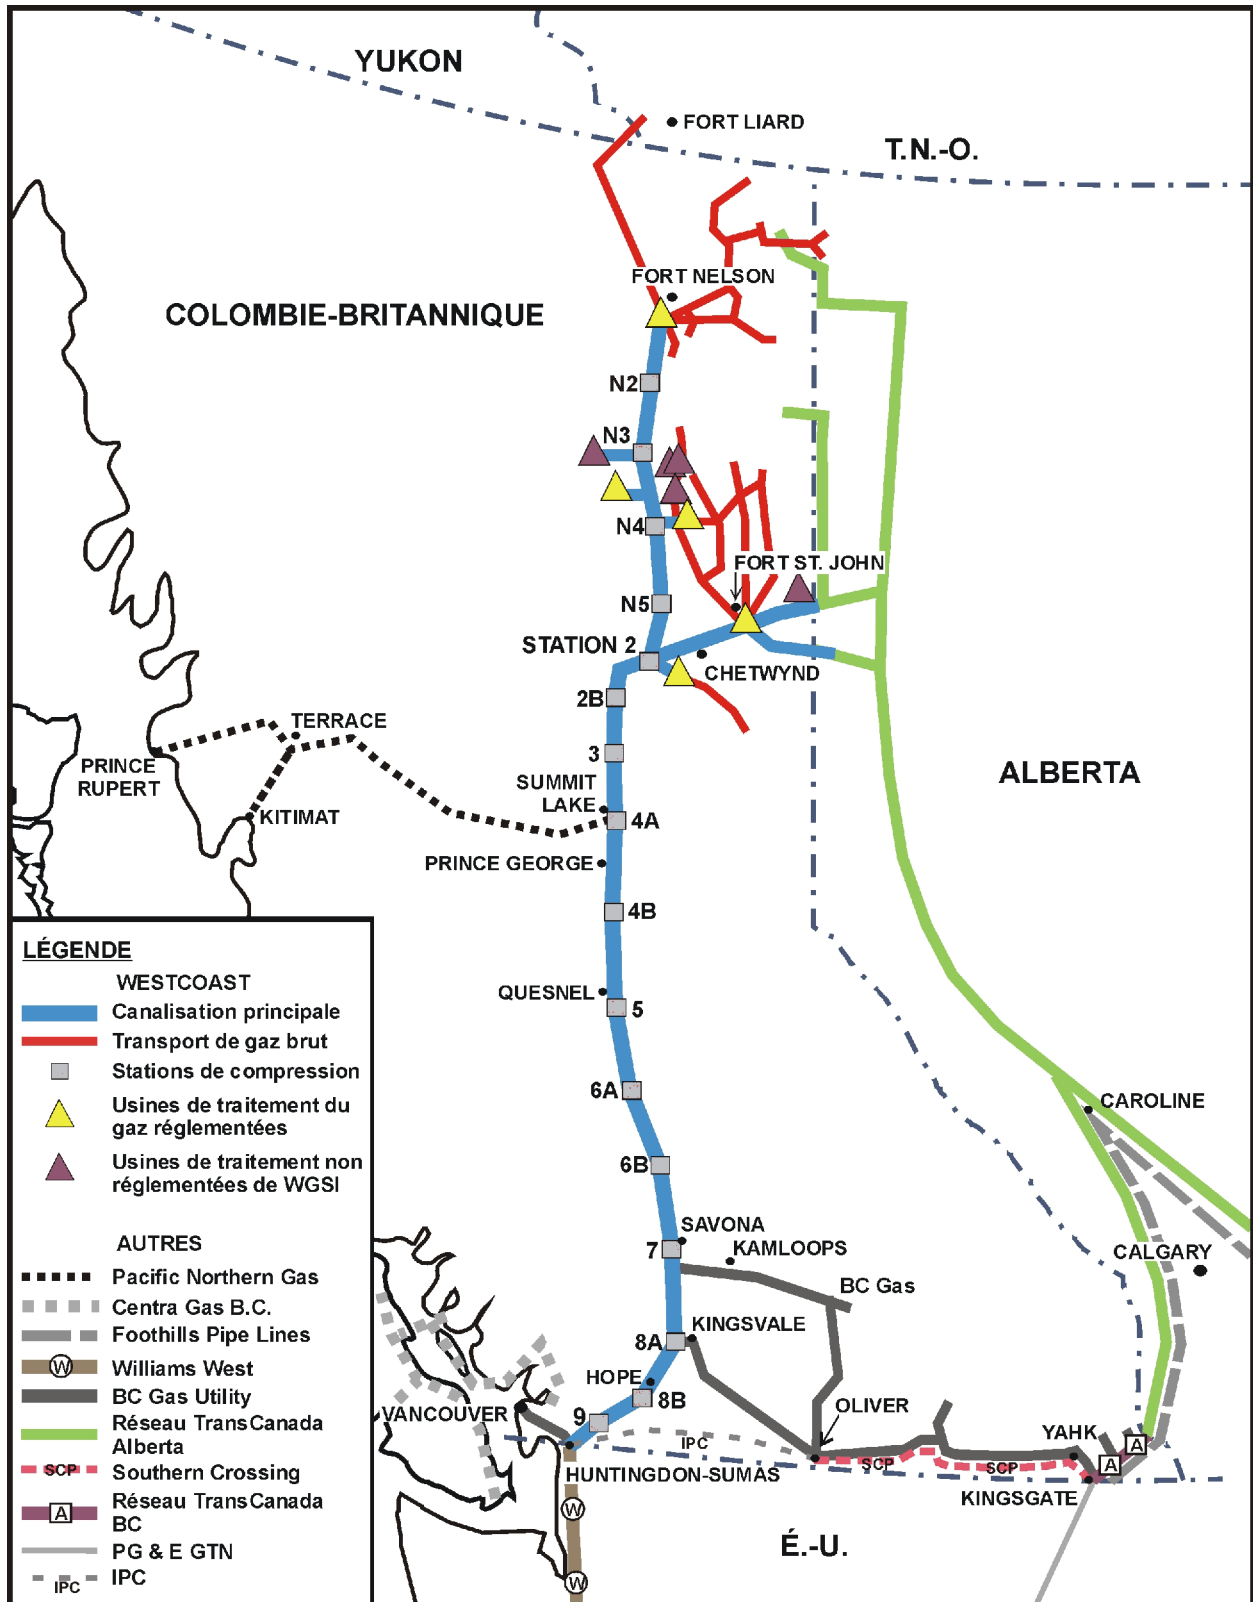 YUKON
FORT LIARD
T.N.-O.
FORT NELSON
COLOMBIE-BRITANNIQUE
N2
N3
N4
FORT ST. JOHN
N5
STATION 2
CHETWYND
2B
TERRACE
3
PRINCE
RUPERT
SUMMIT
LAKE
ALBERTA
KITIMAT
4A
PRINCE GEORGE
4B
QUESNEL
5
6A
CAROLINE
6B
SAVONA
7
KAMLOOPS
CALGARY
BC Gas
KINGSVALE
8A
HOPE
8B
VANCOUVER
9
OLIVER
IPC
YAHK
A
SCP
SCP
A
HUNTINGDON-SUMAS
KINGSGATE
W
É.-U.
W
LÉGENDE
WESTCOAST
Canalisation principale
Transport de gaz brut
Stations de compression
Usines de traitement du
gaz réglementées
Usines de traitement non
réglementées de WGSI
AUTRES
Pacific Northern Gas
Centra Gas B.C.
Foothills Pipe Lines
W Williams West
BC Gas Utility
Réseau TransCanada
Alberta
SCP Southern Crossing
A Réseau TransCanada
BC
PG & E GTN
IPC IPC